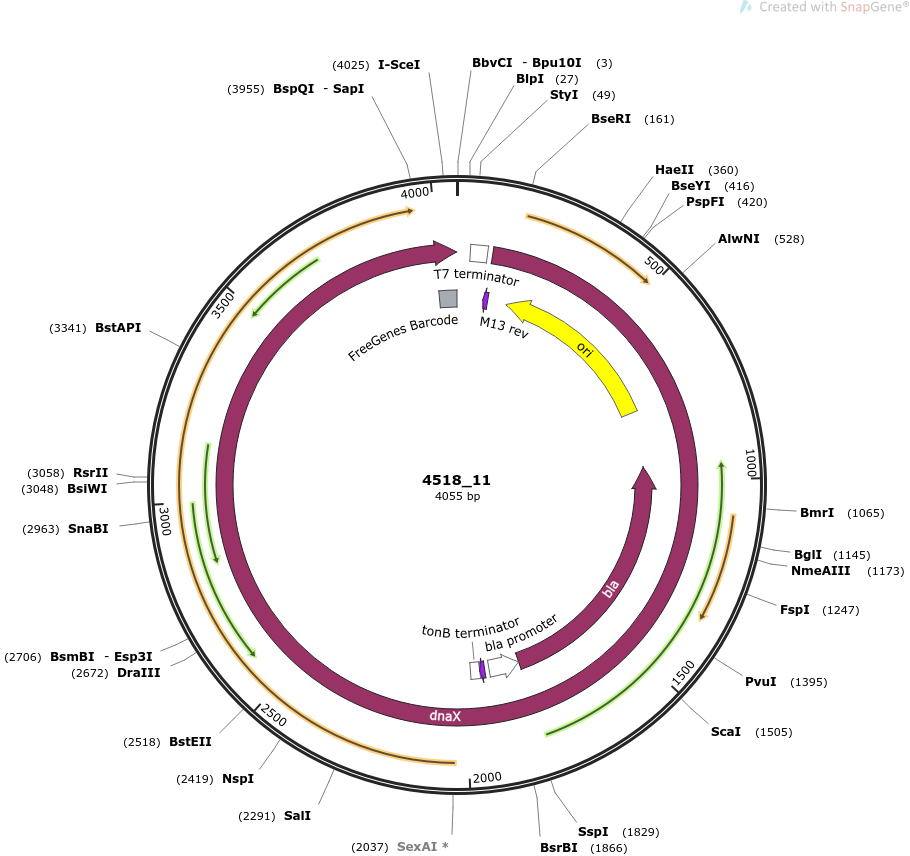 Created with SnapGene®
(4025) I-SceI
BbvCI - Bpu10I (3)
BlpI (27)
(3955) BspQI - SapI
StyI (49)
BseRI (161)
HaeII (360)
BseYI (416)
PspFI (420)
AlwNI (528)
4000
500
T7 terminator
3500
FreeGenes Barcode
M13 rev
ori
(3341) BstAPI
1000
(3058) RsrII
(3048) BsiWI
4518_11
4055 bp
BmrI (1065)
3000
(2963) SnaBI
BglI (1145)
NmeAIII (1173)
bla
FspI (1247)
tonB terminator
bla promoter
(2706) BsmBI - Esp3I
(2672) DraIII
1500
PvuI (1395)
dnaX
2500
ScaI (1505)
(2518) BstEII
(2419) NspI
2000
(2291) SalI
SspI (1829)
(2037) SexAI *
BsrBI (1866)